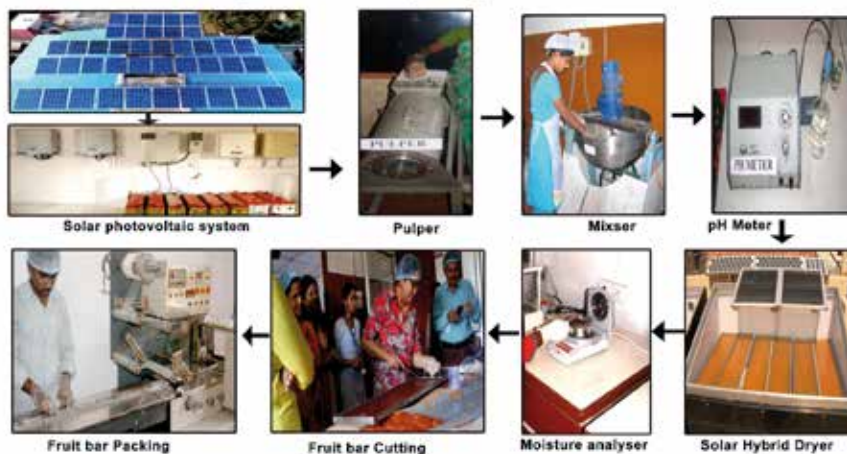 PULPER
PH METER
Solar photovoltaic system
Pulper
Mixser
pH Meter
Fruit bar Packing
Fruit bar Cutting
Moisture analyser
Solar Hybrid Dryer